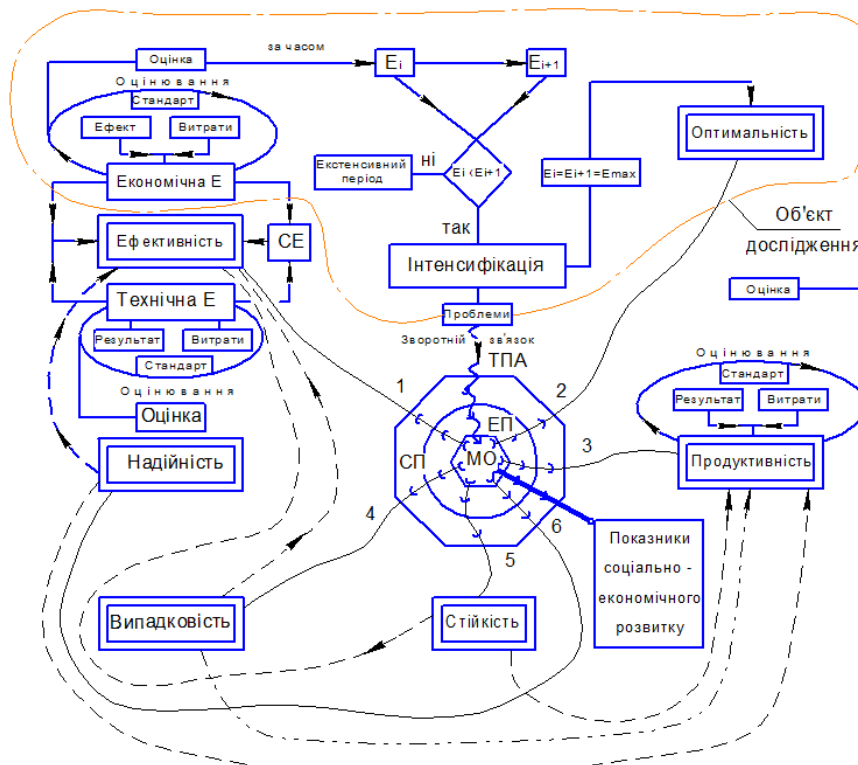 за часом
Оцінка
Ei
Ei+1
Оцінювання
Стандарт
Ефект
Витрати
Оптимальність
Екстенсивний
період
ні
Ei<Ei+1
Ei=Ei+1=Emax
Економічна Е
так
Об'єкт
дослідження
Ефективність
СЕ
Інтенсифікація
Технічна Е
Оцінка
Проблеми
Результат
Витрати
Стандарт
Зворотній зв'язок
ТПА
Оцінювання
Стандарт
Оцінювання
Оцінка
1
2
Результат
Витрати
ЕП
3
Надійність
СП
МО
Продуктивність
4
6
5
Показники
соціально -
економічного
розвитку
Випадковість
Стійкість